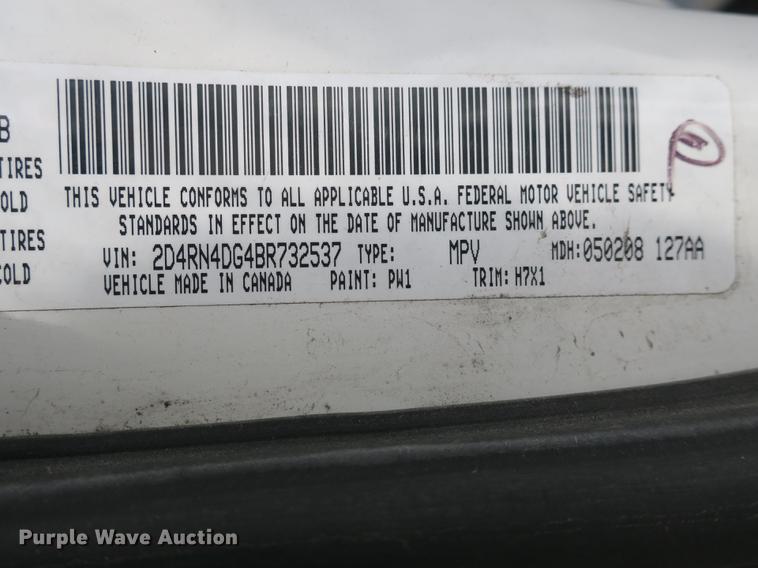 B
TIRES
OLD
TIRES
COLD
THIS VEHICLE CONFORMS TO ALL APPLICABLE U.S.A. FEDERAL MOTOR VEHICLE SAFETY
STANDARDS IN EFFECT ON THE DATE OF MANUFACTURE SHOWN ABOVE.
VIN: 2D4RN4DG4BR732537 TYPE: MPV MDH:050208 127AA
VEHICLE MADE IN CANADA PAINT: PW1 TRIM: H7X1
Purple Wave Auction